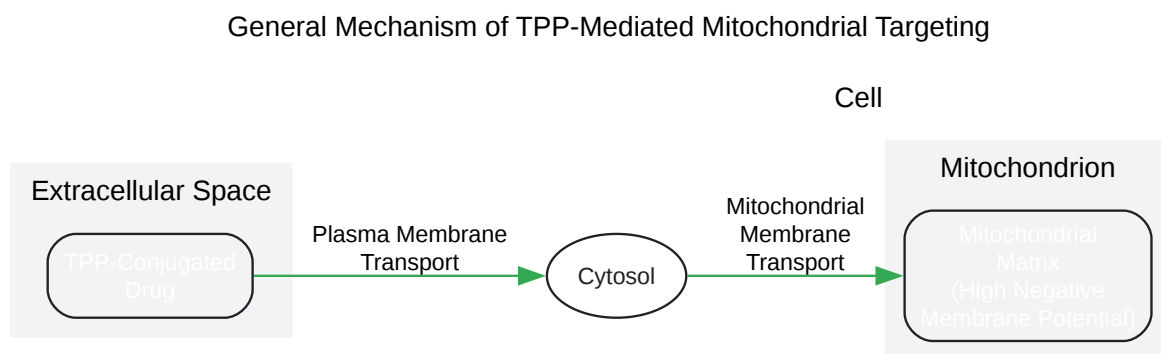 General Mechanism of TPP-Mediated Mitochondrial Targeting
Cell
Extracellular Space
TPP-Conjugated
Drug
Plasma Membrane
Transport
Cytosol
Mitochondrial
Membrane
Transport
Mitochondrion
Mitochondrial
Matrix
(High Negative
Membrane Potential)